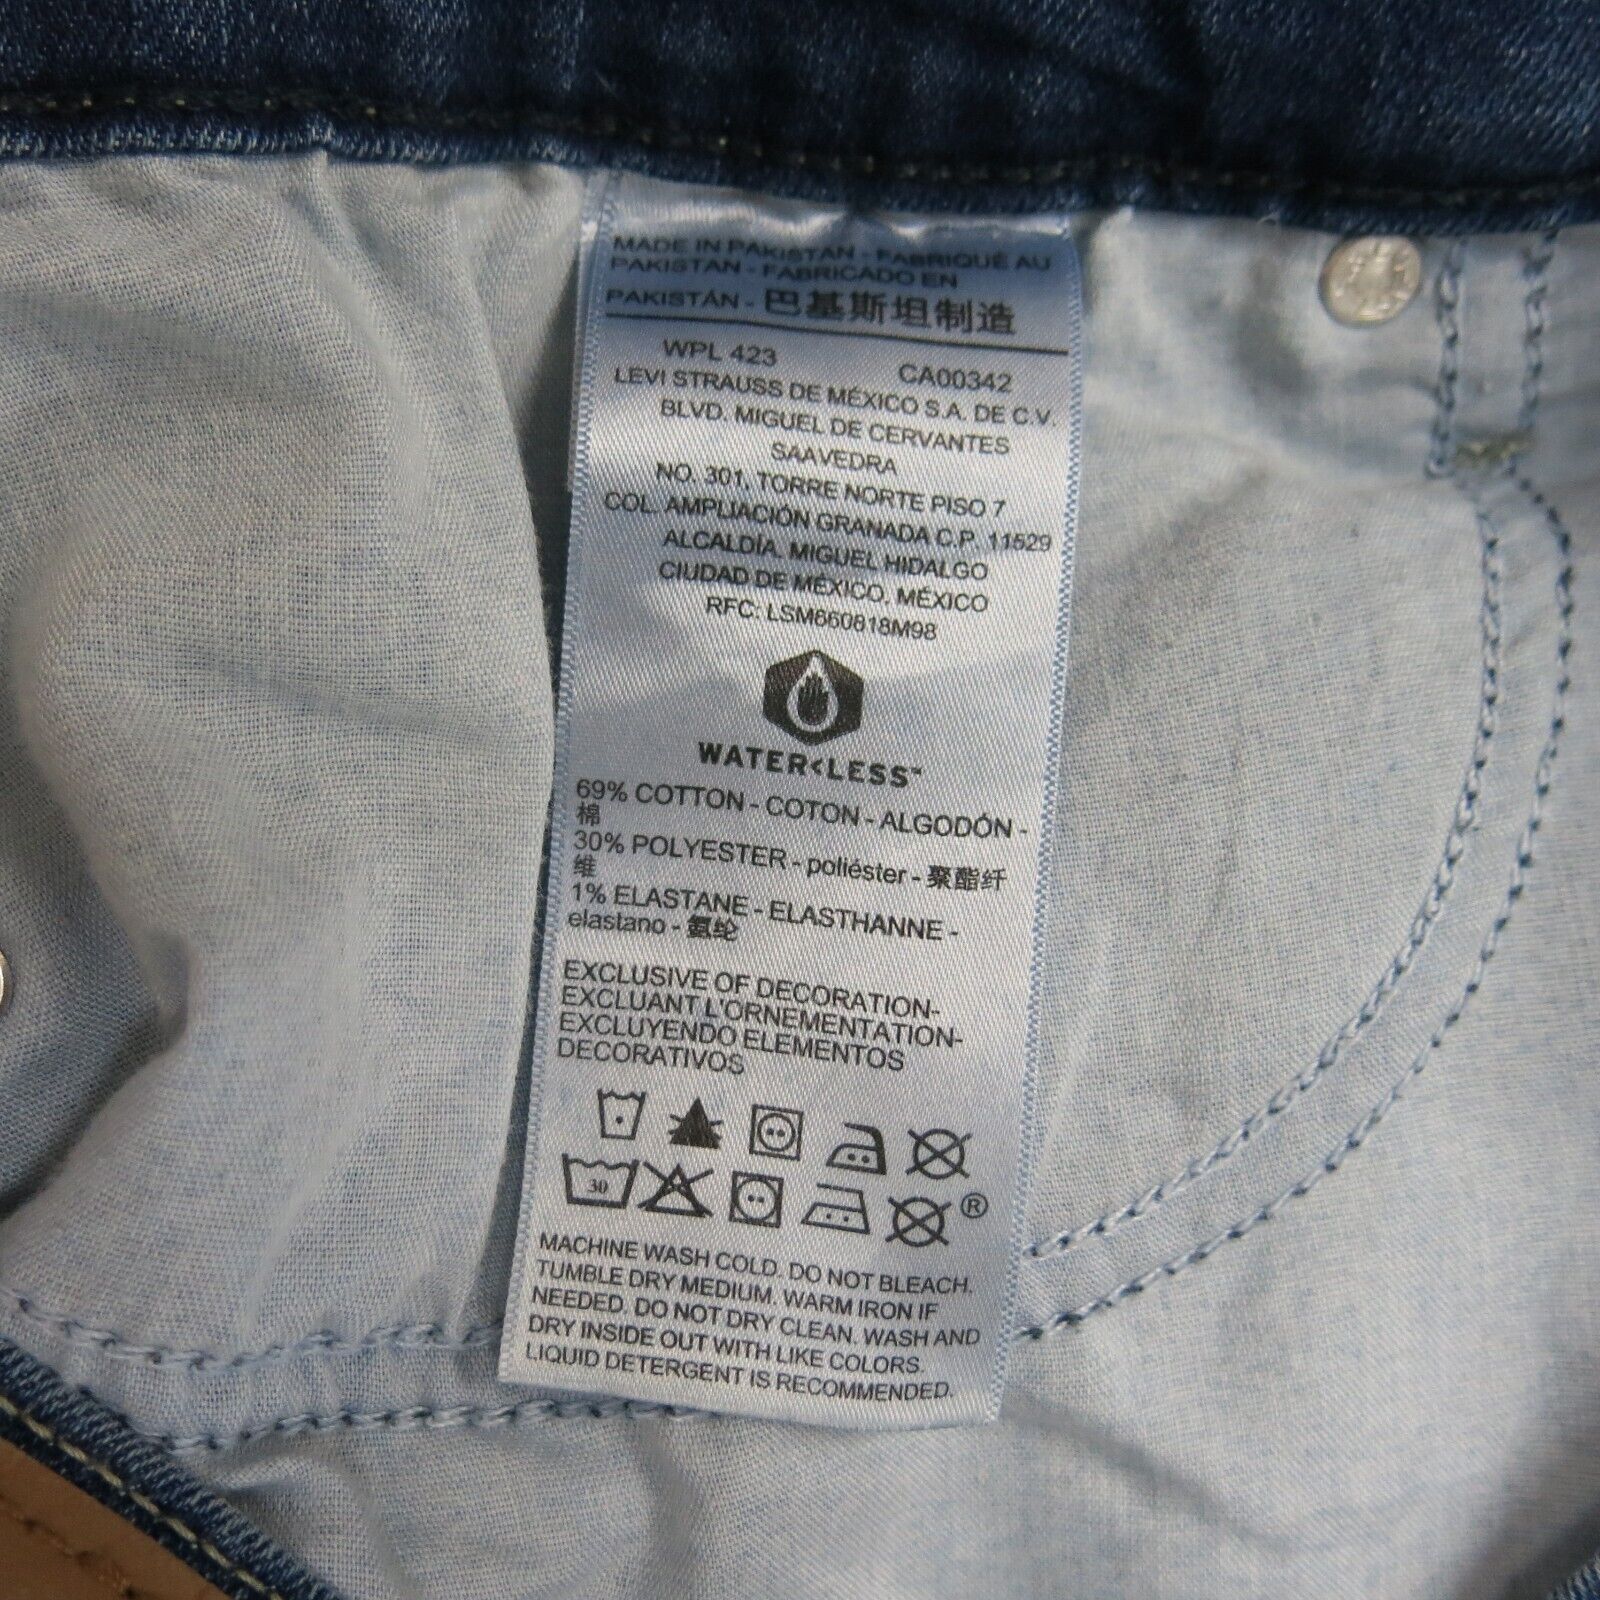 MADE IN PAKISTAN - FABRIQUÉ AU
PAKISTAN - FABRICADO EN
PAKISTÁN - 巴基斯坦制造
WPL 423 CA00342
LEVI STRAUSS DE MÉXICO S.A. DE C.V.
BLVD. MIGUEL DE CERVANTES
SAAVEDRA
NO. 301, TORRE NORTE PISO 7
COL. AMPLIACIÓN GRANADA C.P. 11529
ALCALDÍA. MIGUEL HIDALGO
CIUDAD DE MÉXICO, MÉXICO
RFC: LSM660818M98
WATER<LESS™
69% COTTON - COTON - ALGODÓN -
棉
30% POLYESTER - poliéster - 聚酯纤
维
1% ELASTANE - ELASTHANNE -
elastano - 氨纶
EXCLUSIVE OF DECORATION-
EXCLUANT L'ORNEMENTATION-
EXCLUYENDO ELEMENTOS
DECORATIVOS
30 ®
MACHINE WASH COLD. DO NOT BLEACH.
TUMBLE DRY MEDIUM. WARM IRON IF
NEEDED. DO NOT DRY CLEAN. WASH AND
DRY INSIDE OUT WITH LIKE COLORS.
LIQUID DETERGENT IS RECOMMENDED.